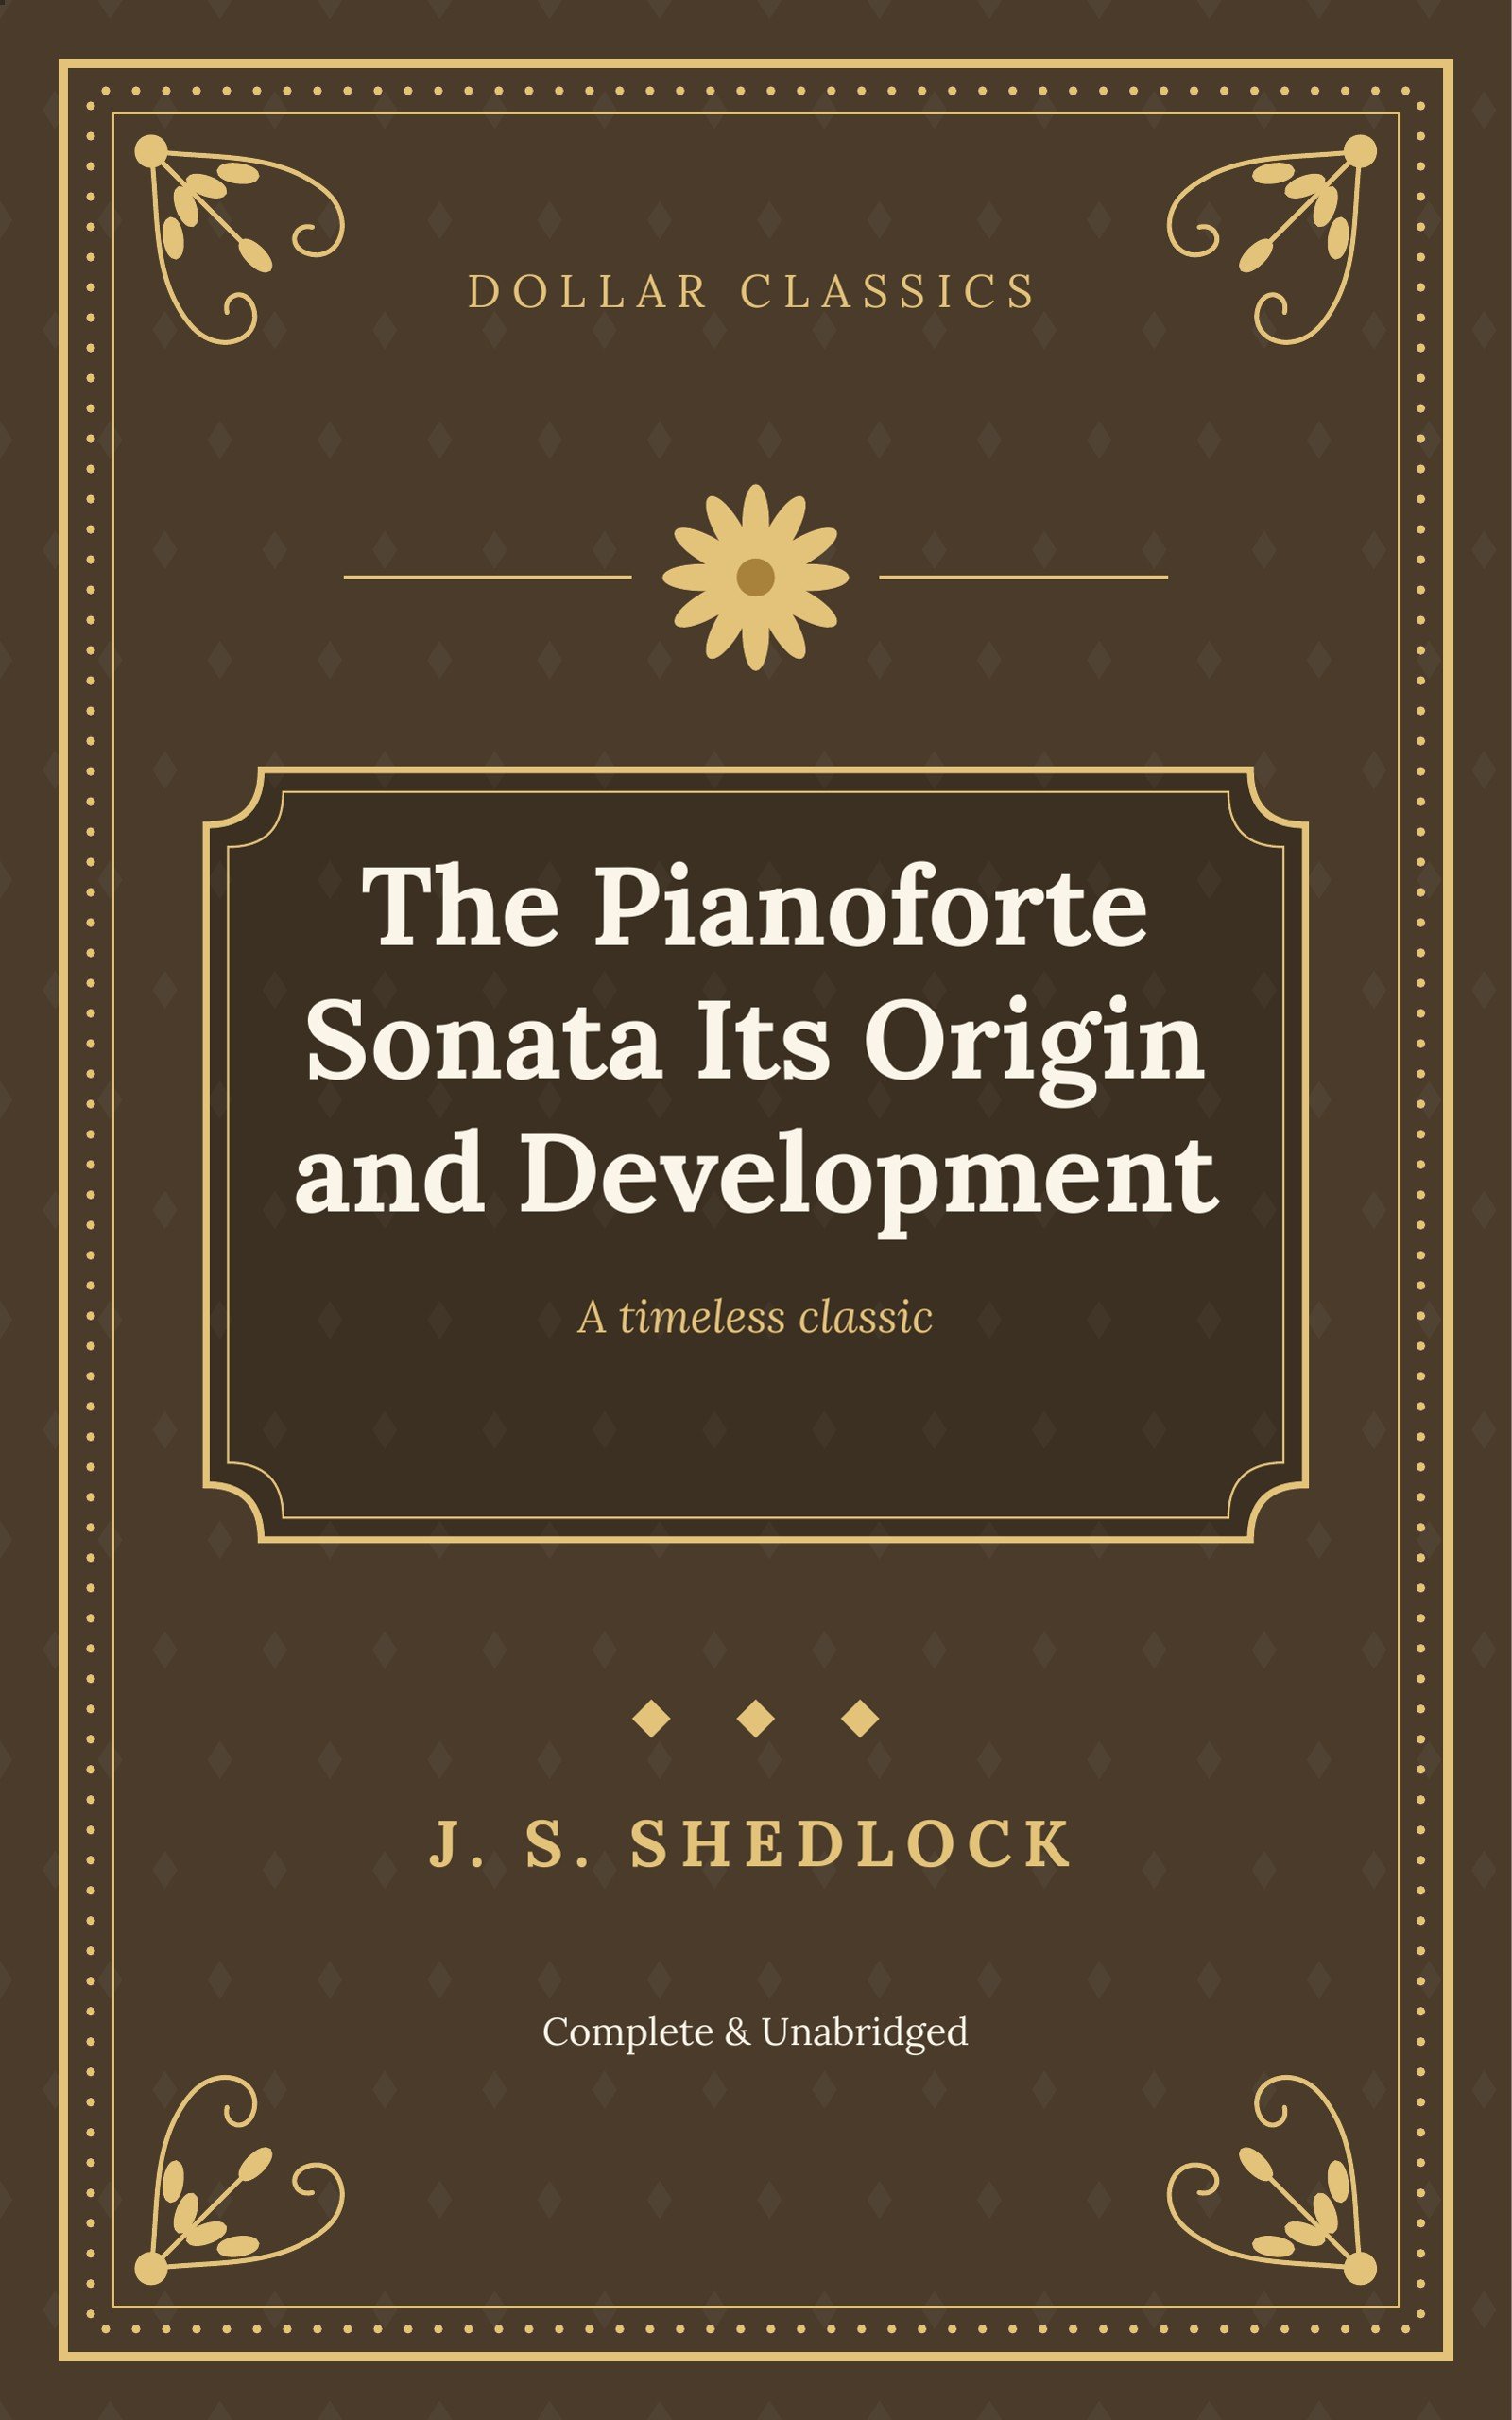 DOLLAR CLASSICS
The Pianoforte
Sonata Its Origin
and Development
A timeless classic
J. S. SHEDLOCK
Complete & Unabridged